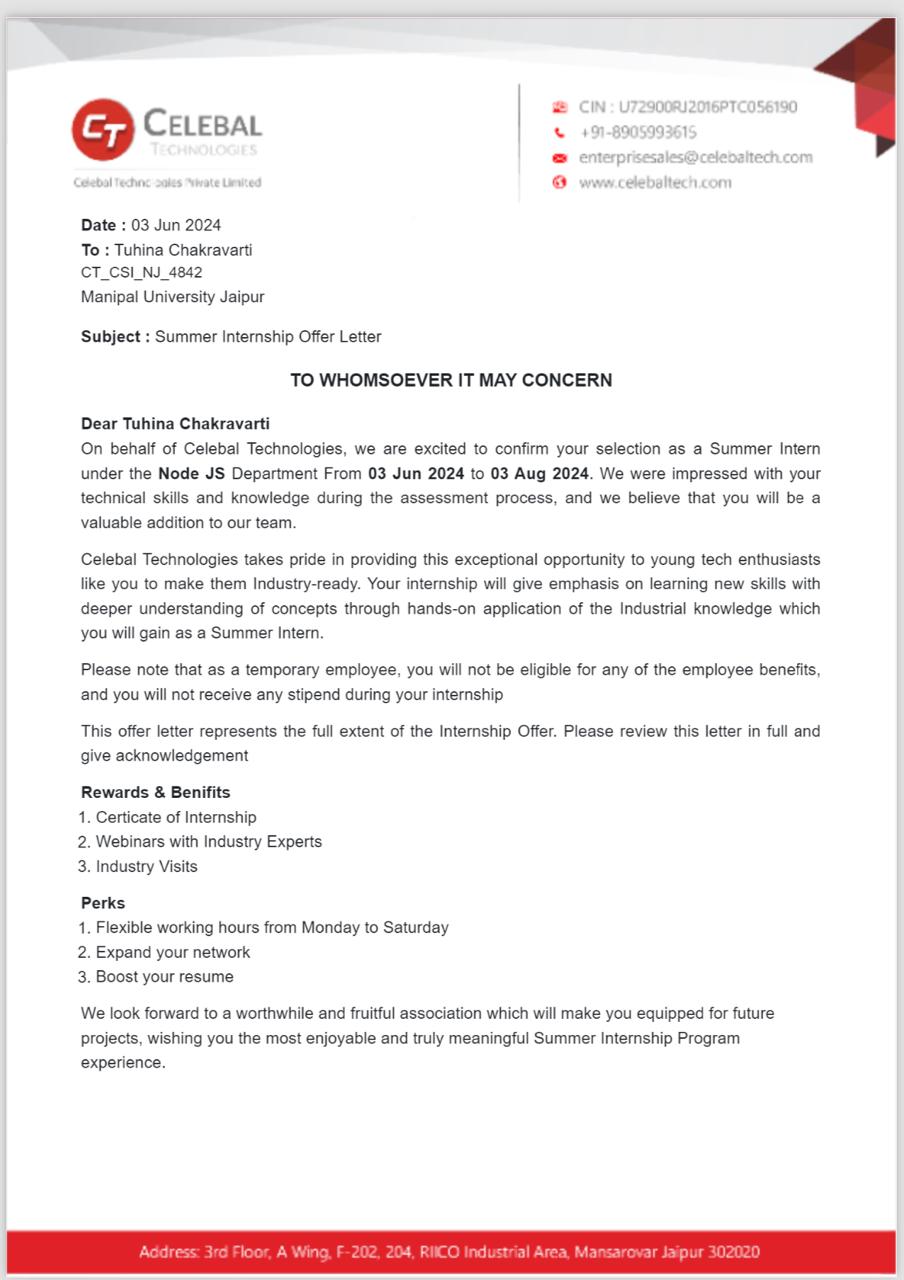 CT CELEBAL
TECHNOLOGIES
Celebal Technologies Private Limited
CIN : U72900RJ2016PTC056190
+91-8905993615
enterprisesales@celebaltech.com
www.celebaltech.com
Date : 03 Jun 2024
To : Tuhina Chakravarti
CT_CSI_NJ_4842
Manipal University Jaipur
Subject : Summer Internship Offer Letter
TO WHOMSOEVER IT MAY CONCERN
Dear Tuhina Chakravarti
On behalf of Celebal Technologies, we are excited to confirm your selection as a Summer Intern
under the Node JS Department From 03 Jun 2024 to 03 Aug 2024. We were impressed with your
technical skills and knowledge during the assessment process, and we believe that you will be a
valuable addition to our team.
Celebal Technologies takes pride in providing this exceptional opportunity to young tech enthusiasts
like you to make them Industry-ready. Your internship will give emphasis on learning new skills with
deeper understanding of concepts through hands-on application of the Industrial knowledge which
you will gain as a Summer Intern.
Please note that as a temporary employee, you will not be eligible for any of the employee benefits,
and you will not receive any stipend during your internship
This offer letter represents the full extent of the Internship Offer. Please review this letter in full and
give acknowledgement
Rewards & Benifits
1. Certicate of Internship
2. Webinars with Industry Experts
3. Industry Visits
Perks
1. Flexible working hours from Monday to Saturday
2. Expand your network
3. Boost your resume
We look forward to a worthwhile and fruitful association which will make you equipped for future
projects, wishing you the most enjoyable and truly meaningful Summer Internship Program
experience.
Address: 3rd Floor, A Wing, F-202, 204, RIICO Industrial Area, Mansarovar Jaipur 302020